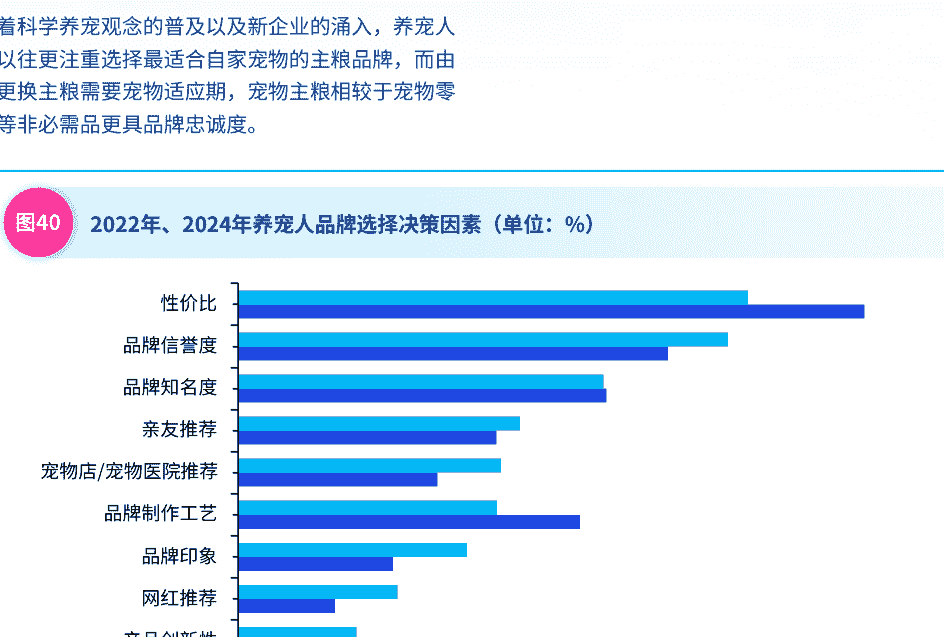 着科学养宠观念的普及以及新企业的涌入，养宠人
以往更注重选择最适合自家宠物的主粮品牌，而由
更换主粮需要宠物适应期，宠物主粮相较于宠物零
等非必需品更具品牌忠诚度。
图40
2022年、2024年养宠人品牌选择决策因素（单位：%）
性价比
品牌信誉度
品牌知名度
亲友推荐
宠物店/宠物医院推荐
品牌制作工艺
品牌印象
网红推荐
产品创新性